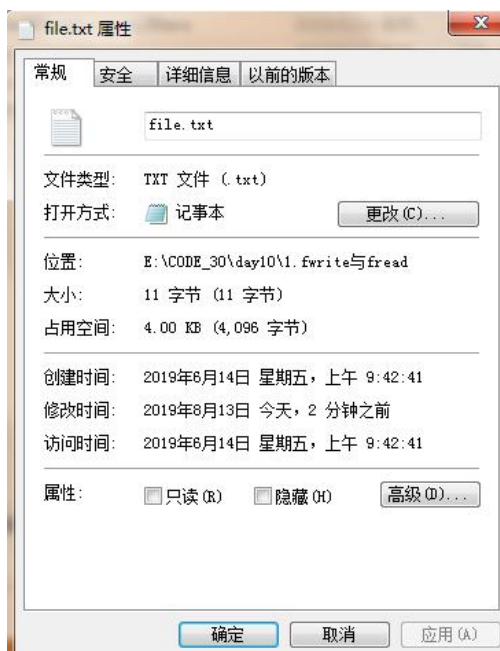 file.txt 属性
常规 安全 详细信息 以前的版本
file.txt
文件类型: TXT 文件 (.txt)
打开方式: 记事本 更改(C)...
位置: E:\CODE_30\day10\1.fwrite与fread
大小: 11 字节 (11 字节)
占用空间: 4.00 KB (4,096 字节)
创建时间: 2019年6月14日 星期五，上午 9:42:41
修改时间: 2019年8月13日 今天，2 分钟之前
访问时间: 2019年6月14日 星期五，上午 9:42:41
属性: 只读(R) 隐藏(H) 高级(D)...
确定 取消 应用(A)